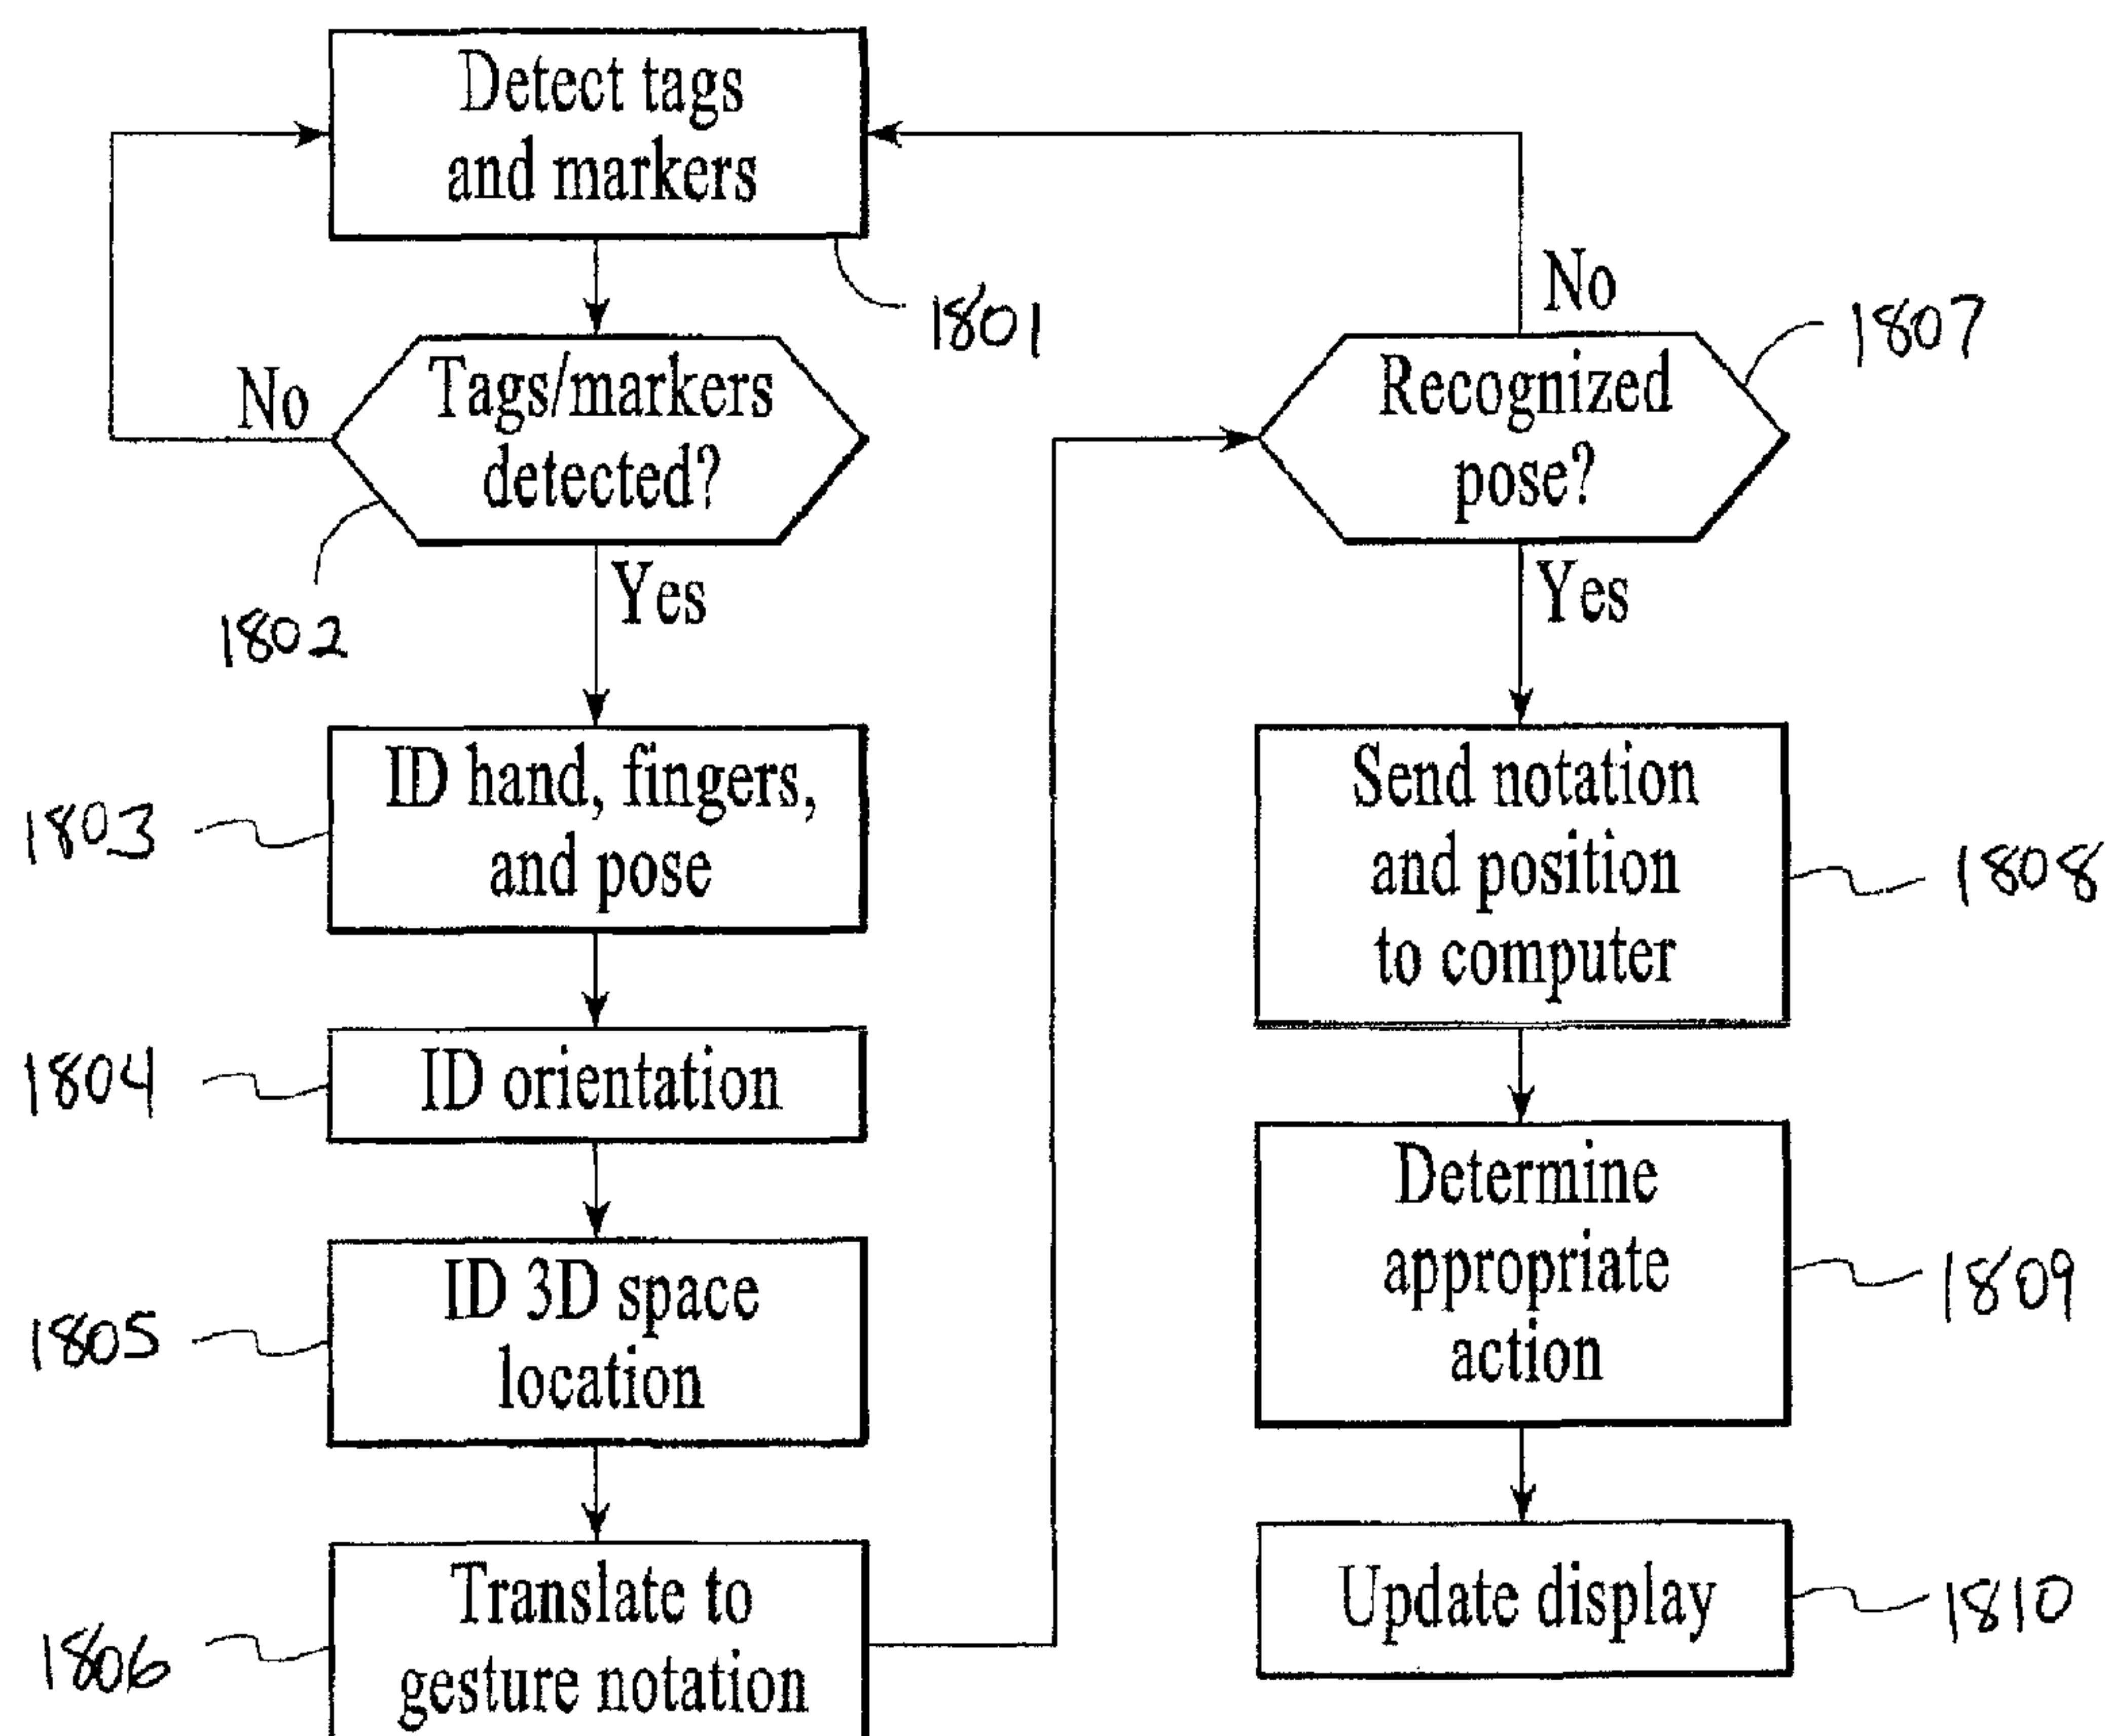 Detect tags
and markers
1801
No
Tags/markers
detected?
1802
Yes
ID hand, fingers,
and pose
1803
ID orientation
1804
ID 3D space
location
1805
Translate to
gesture notation
1806
No
Recognized
pose?
1807
Yes
Send notation
and position
to computer
1808
Determine
appropriate
action
1809
Update display
1810